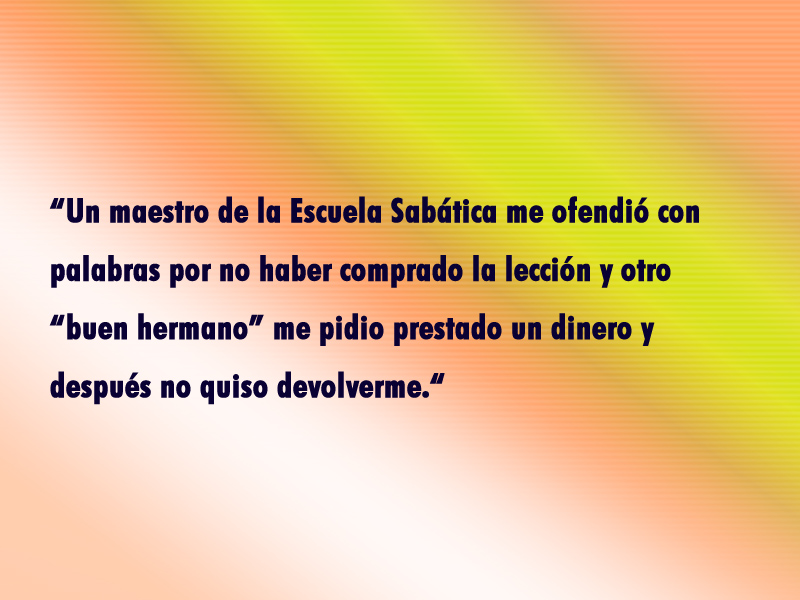 “Un maestro de la Escuela Sabática me ofendió con
palabras por no haber comprado la lección y otro
“buen hermano” me pidio prestado un dinero y
después no quiso devolverme.“